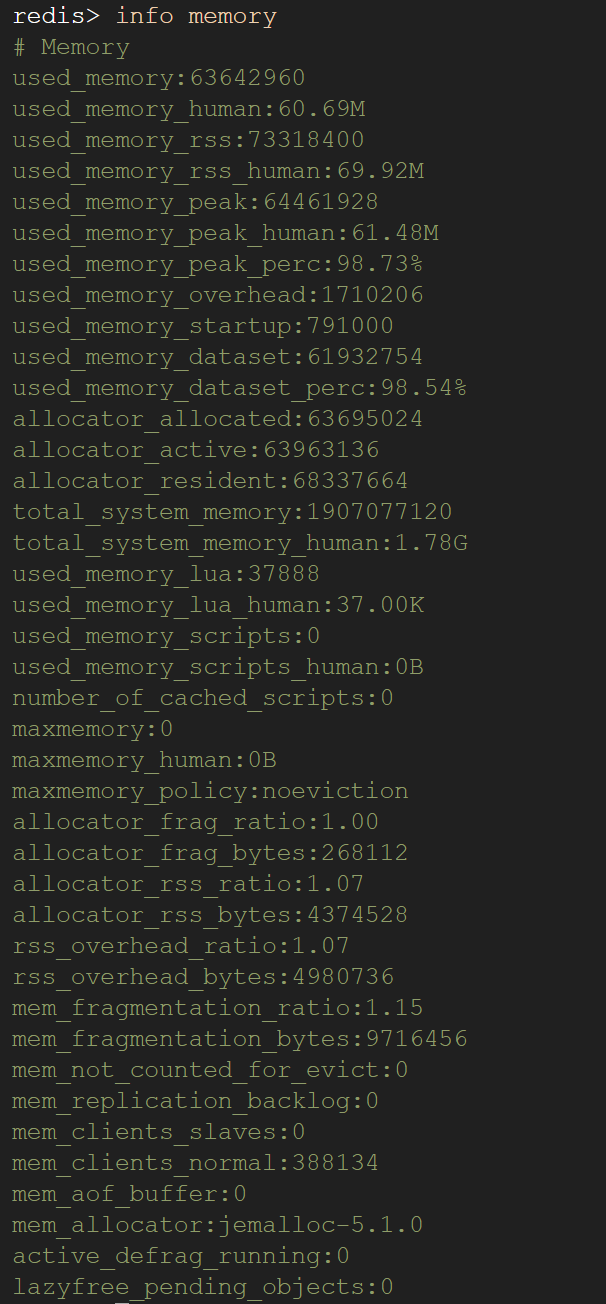 redis> info memory
# Memory
used_memory:63642960
used_memory_human:60.69M
used_memory_rss:73318400
used_memory_rss_human:69.92M
used_memory_peak:64461928
used_memory_peak_human:61.48M
used_memory_peak_perc:98.73%
used_memory_overhead:1710206
used_memory_startup:791000
used_memory_dataset:61932754
used_memory_dataset_perc:98.54%
allocator_allocated:63695024
allocator_active:63963136
allocator_resident:68337664
total_system_memory:1907077120
total_system_memory_human:1.78G
used_memory_lua:37888
used_memory_lua_human:37.00K
used_memory_scripts:0
used_memory_scripts_human:0B
number_of_cached_scripts:0
maxmemory:0
maxmemory_human:0B
maxmemory_policy:noeviction
allocator_frag_ratio:1.00
allocator_frag_bytes:268112
allocator_rss_ratio:1.07
allocator_rss_bytes:4374528
rss_overhead_ratio:1.07
rss_overhead_bytes:4980736
mem_fragmentation_ratio:1.15
mem_fragmentation_bytes:9716456
mem_not_counted_for_evict:0
mem_replication_backlog:0
mem_clients_slaves:0
mem_clients_normal:388134
mem_aof_buffer:0
mem_allocator:jemalloc-5.1.0
active_defrag_running:0
lazyfree_pending_objects:0